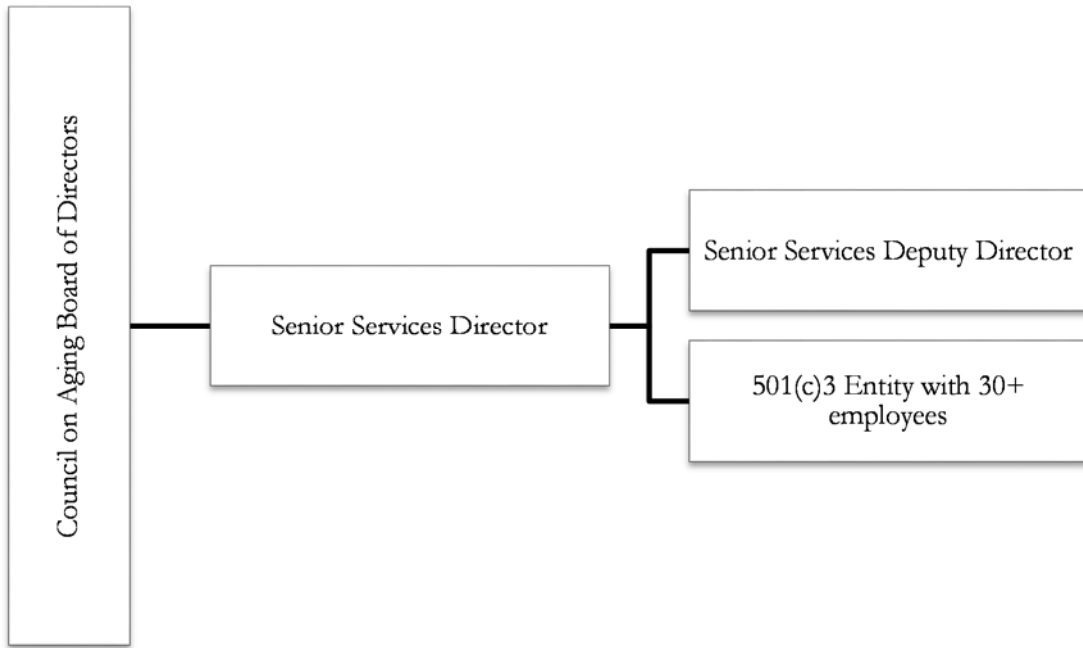 Council on Aging Board of Directors
Senior Services Director
Senior Services Deputy Director
501(c)3 Entity with 30+
employees